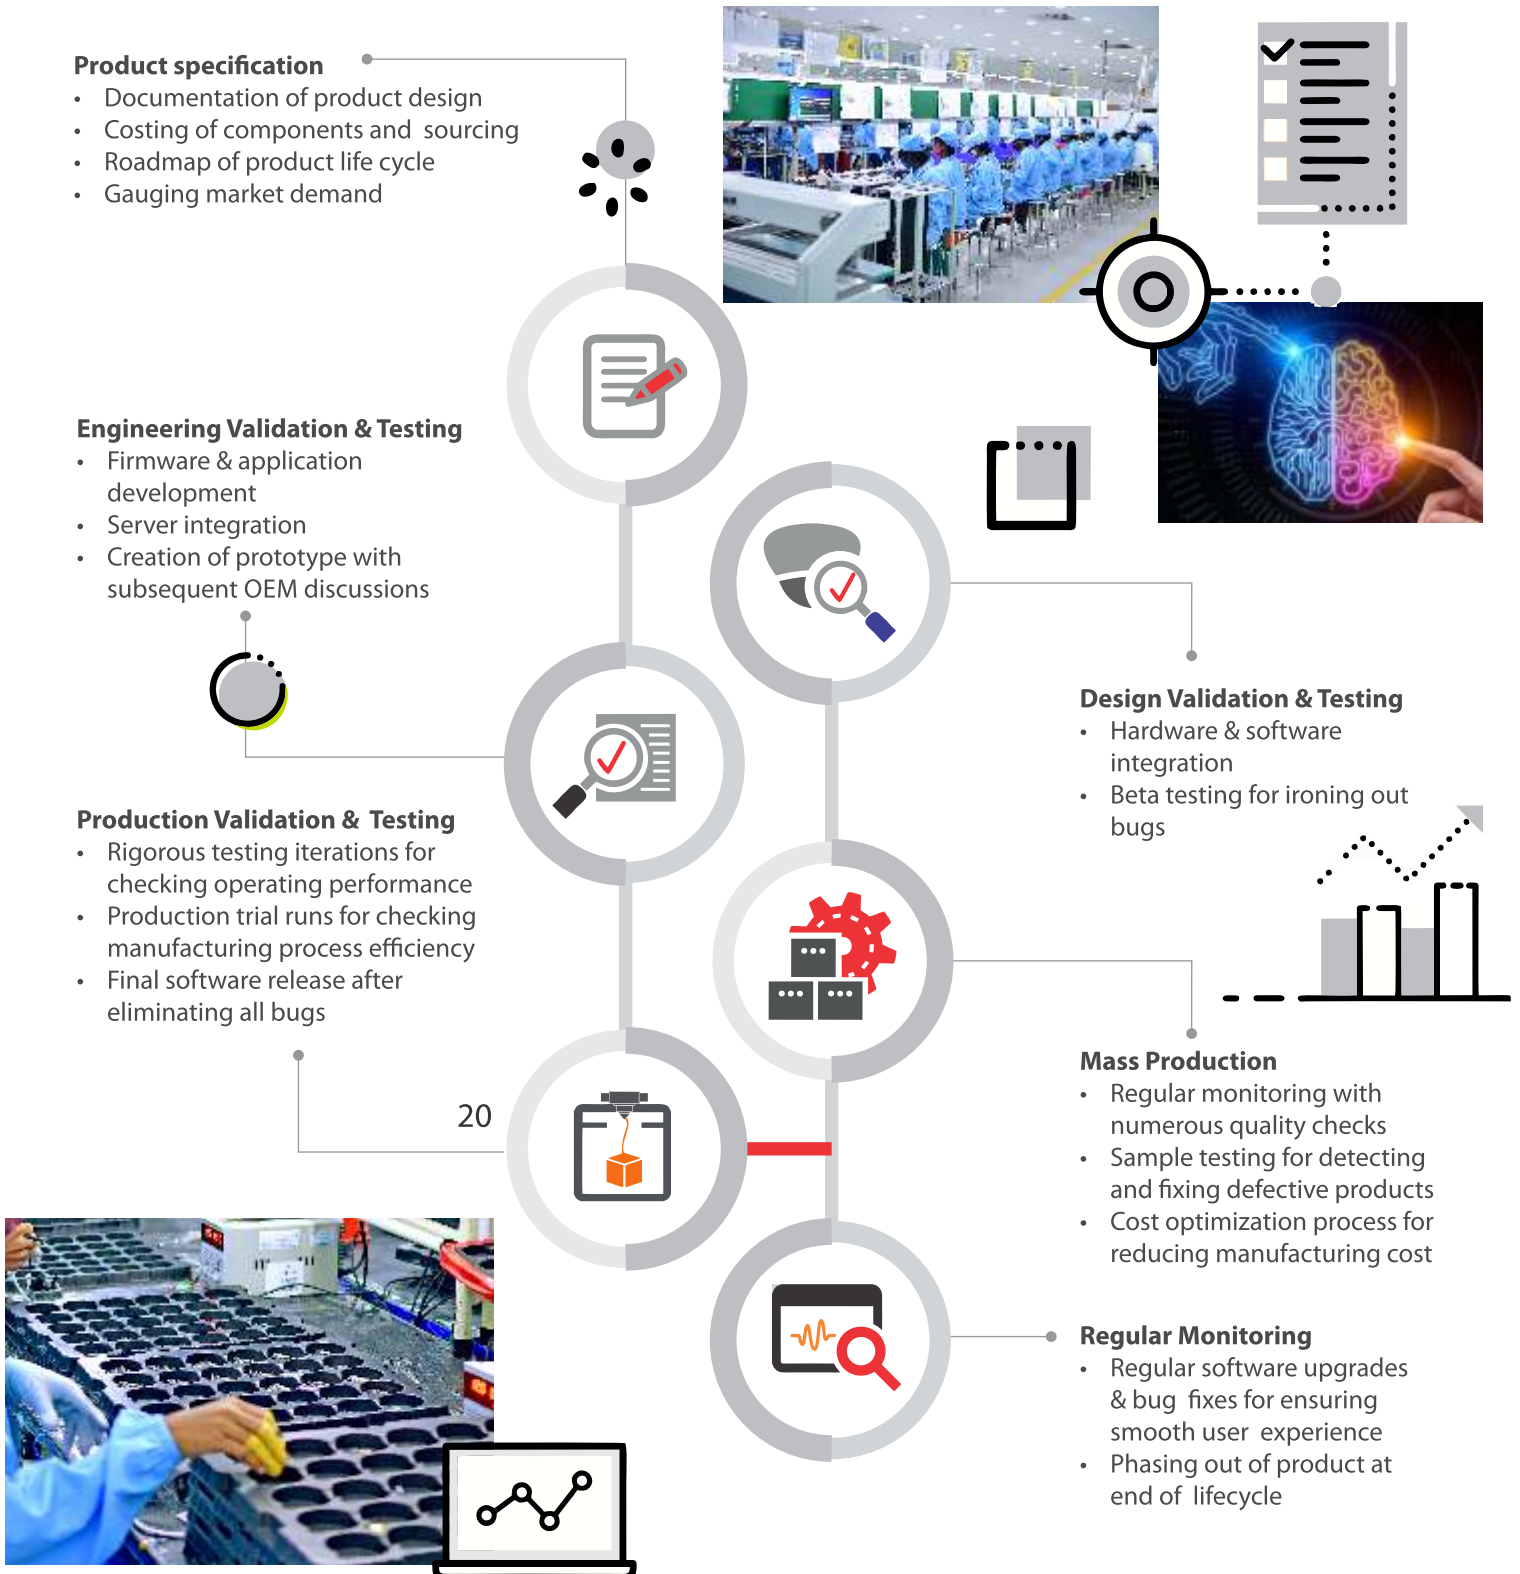 Product specification
• Documentation of product design
• Costing of components and sourcing
• Roadmap of product life cycle
• Gauging market demand
Engineering Validation & Testing
• Firmware & application
development
• Server integration
• Creation of prototype with
subsequent OEM discussions
Design Validation & Testing
• Hardware & software
integration
• Beta testing for ironing out
bugs
Production Validation & Testing
• Rigorous testing iterations for
checking operating performance
• Production trial runs for checking
manufacturing process efficiency
• Final software release after
eliminating all bugs
20
Mass Production
• Regular monitoring with
numerous quality checks
• Sample testing for detecting
and fixing defective products
• Cost optimization process for
reducing manufacturing cost
Regular Monitoring
• Regular software upgrades
& bug fixes for ensuring
smooth user experience
• Phasing out of product at
end of lifecycle